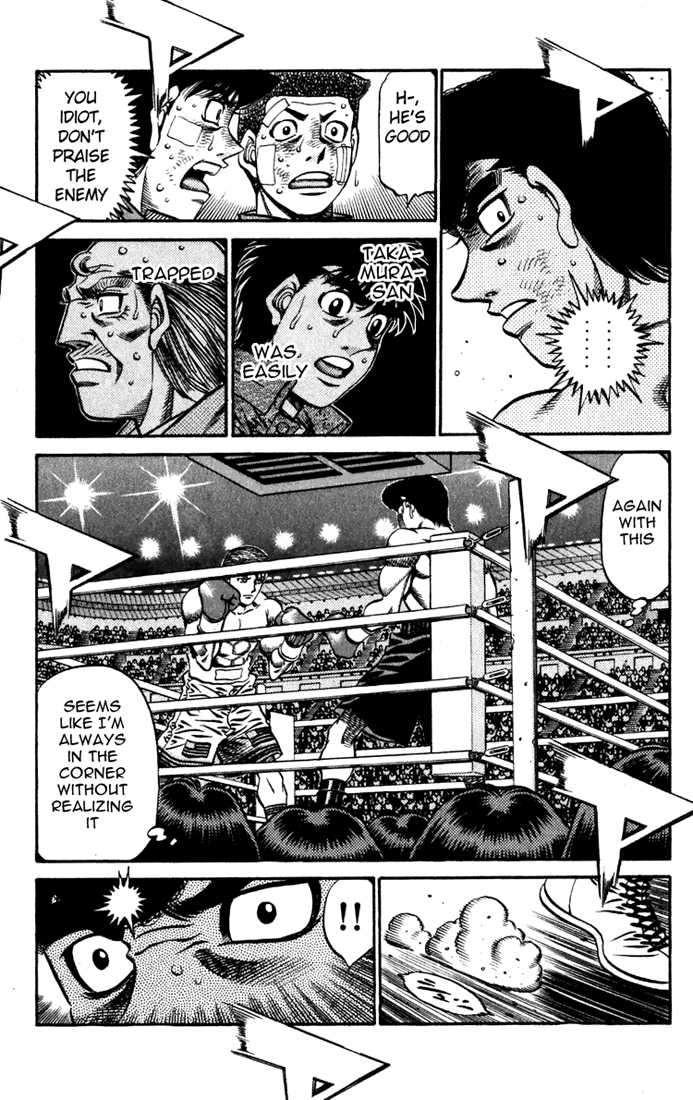 ......
H-,
HE'S
GOOD
YOU
IDIOT,
DON'T
PRAISE
THE
ENEMY
TAKA-
MURA-
SAN
WAS
EASILY
TRAPPED
AGAIN
WITH
THIS
SEEMS
LIKE I'M
ALWAYS
IN THE
CORNER
WITHOUT
REALIZING
IT
!!